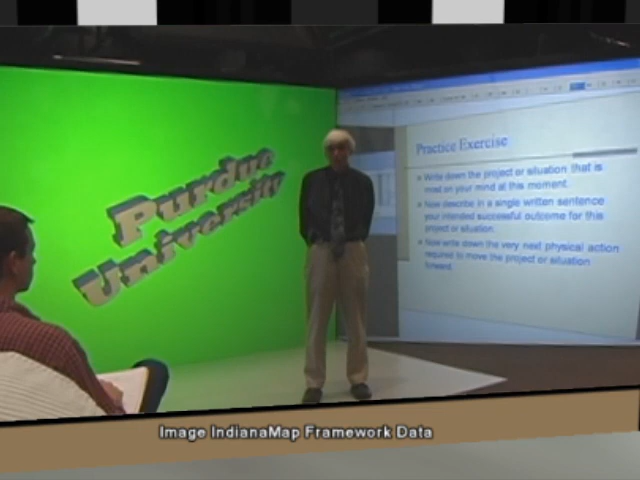 Purdue
University
Practice Exercise
Write down the project or situation that is
most on your mind at this moment.
Now describe in a single written sentence
your intended successful outcome for this
project or situation.
Now write down the very next physical action
required to move the project or situation
forward.
Image IndianaMap Framework Data